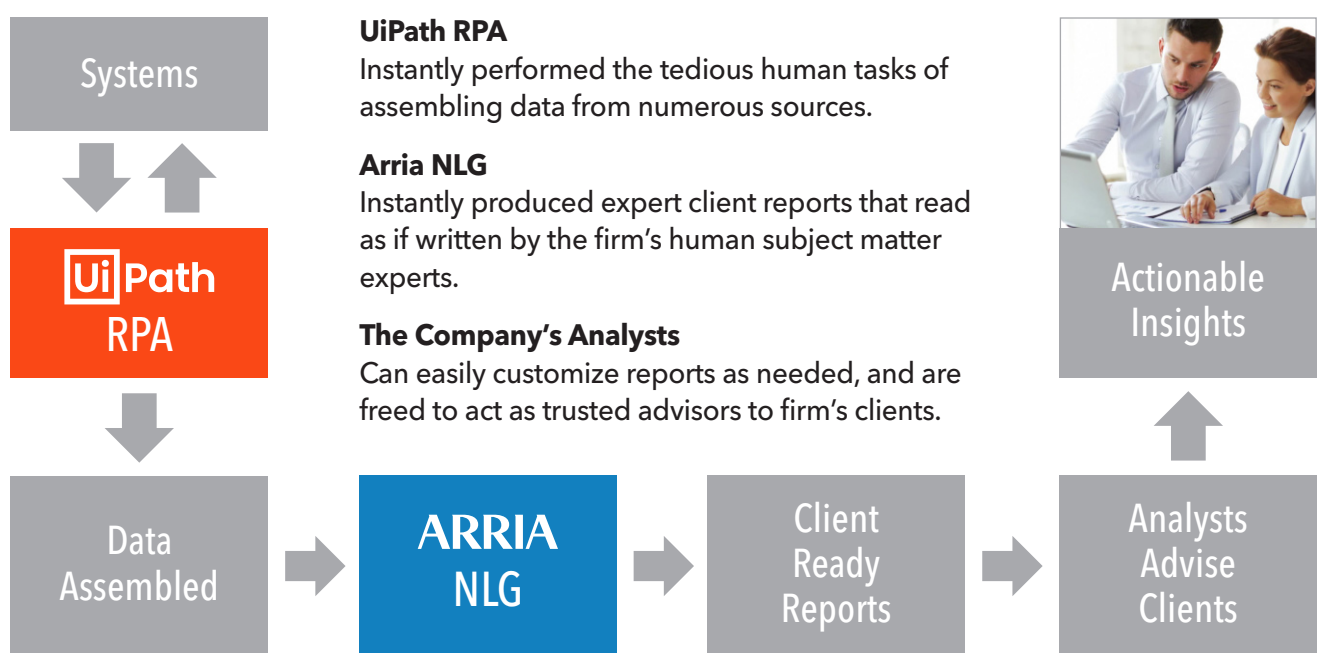 Systems
UiPath
RPA
UiPath RPA
Instantly performed the tedious human tasks of
assembling data from numerous sources.
Arria NLG
Instantly produced expert client reports that read
as if written by the firm’s human subject matter
experts.
The Company’s Analysts
Can easily customize reports as needed, and are
freed to act as trusted advisors to firm’s clients.
Data
Assembled
ARRIA
NLG
Client
Ready
Reports
Analysts
Advise
Clients
Actionable
Insights